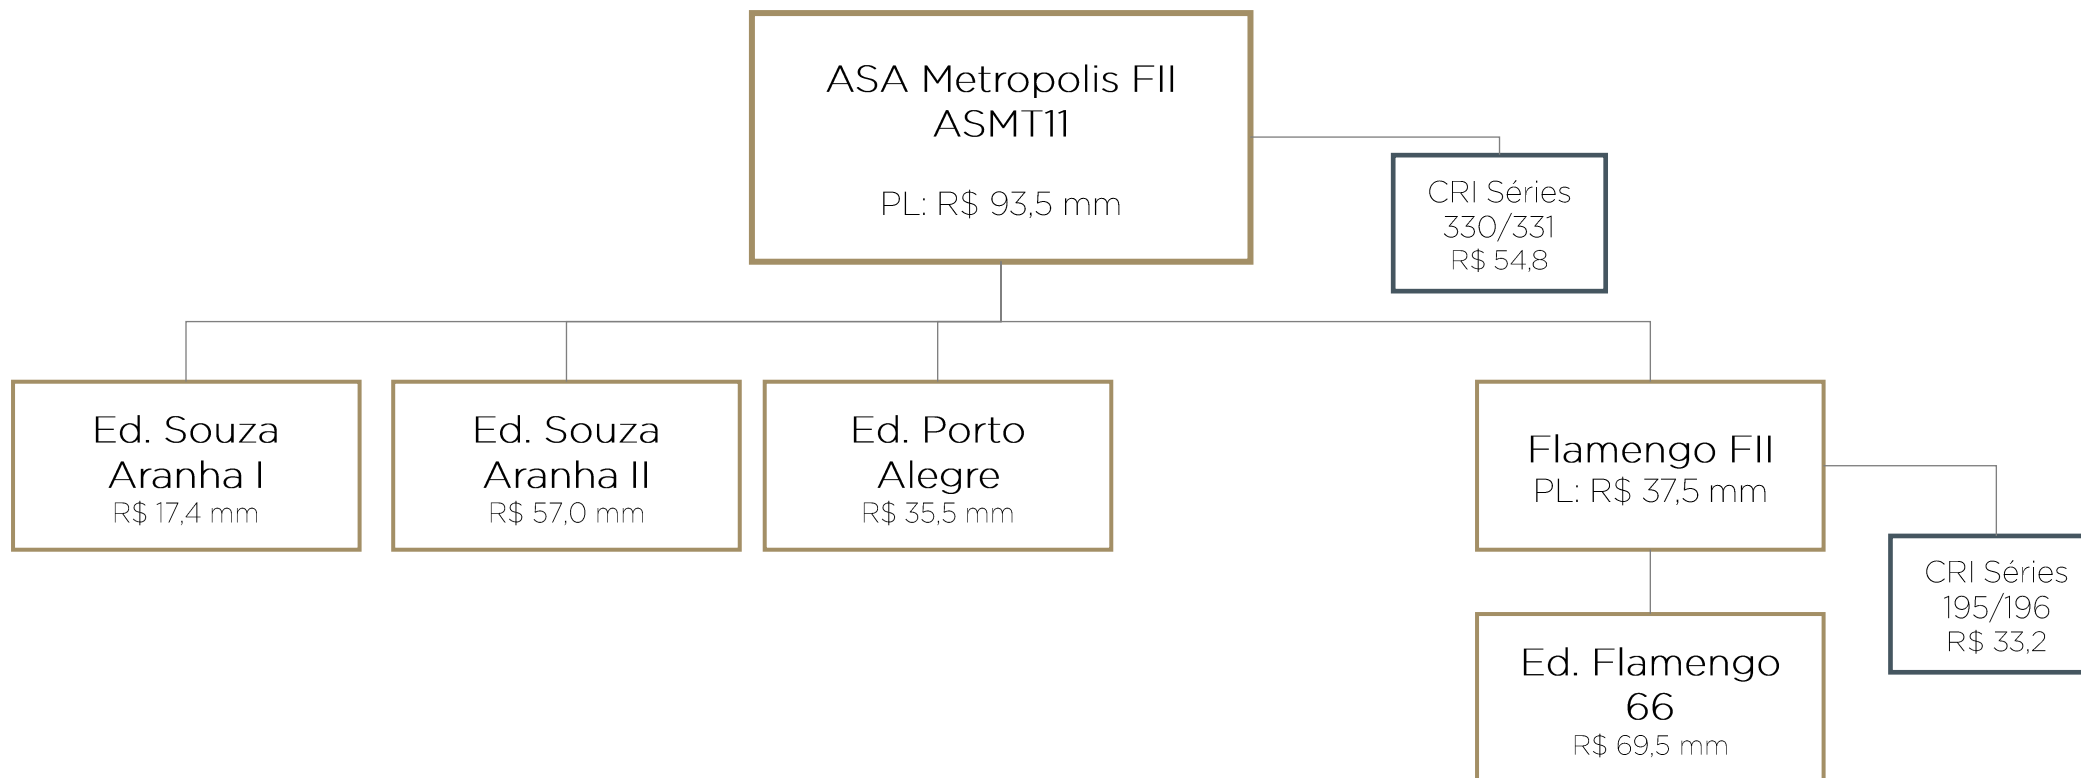 ASA Metropolis FII
ASMT11
PL: R$ 93,5 mm
CRI Séries
330/331
R$ 54,8
Ed. Souza
Aranha I
R$ 17,4 mm
Ed. Souza
Aranha II
R$ 57,0 mm
Ed. Porto
Alegre
R$ 35,5 mm
Flamengo FII
PL: R$ 37,5 mm
CRI Séries
195/196
R$ 33,2
Ed. Flamengo
66
R$ 69,5 mm